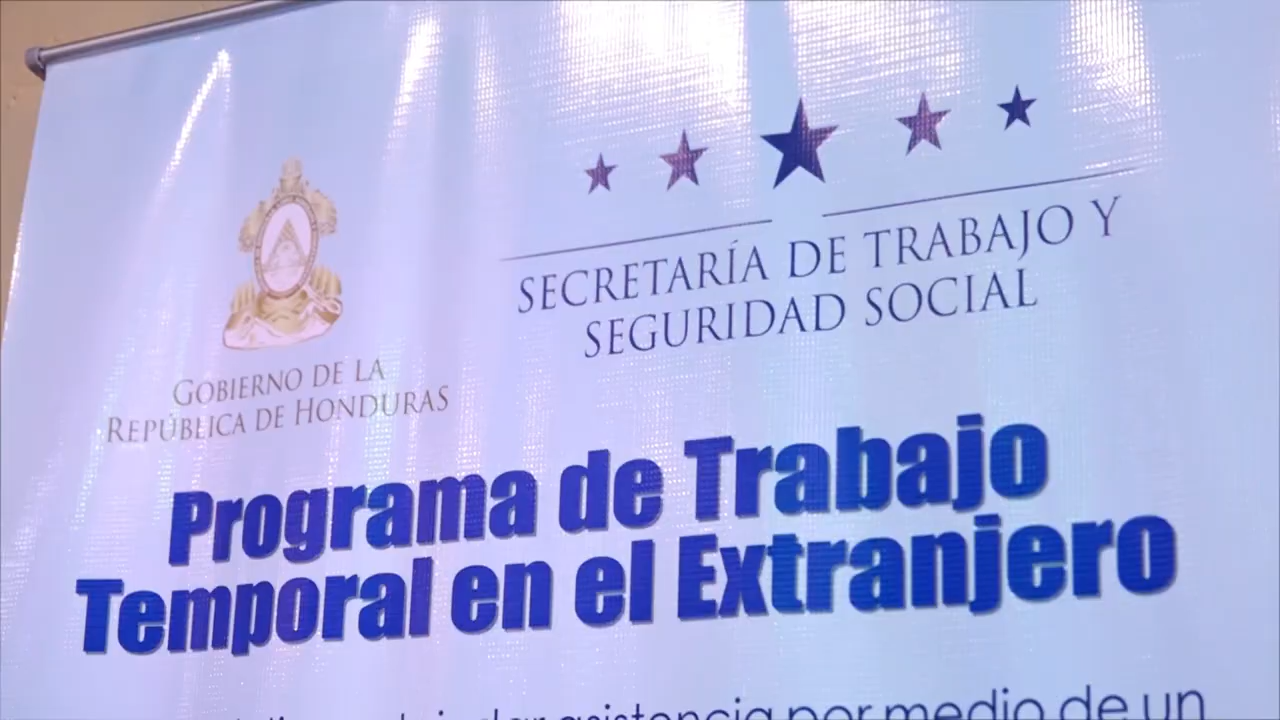 GOBIERNO DE LA
REPÚBLICA DE HONDURAS
SECRETARÍA DE TRABAJO Y
SEGURIDAD SOCIAL
Programa de Trabajo
Temporal en el Extranjero
asistencia por medio de un